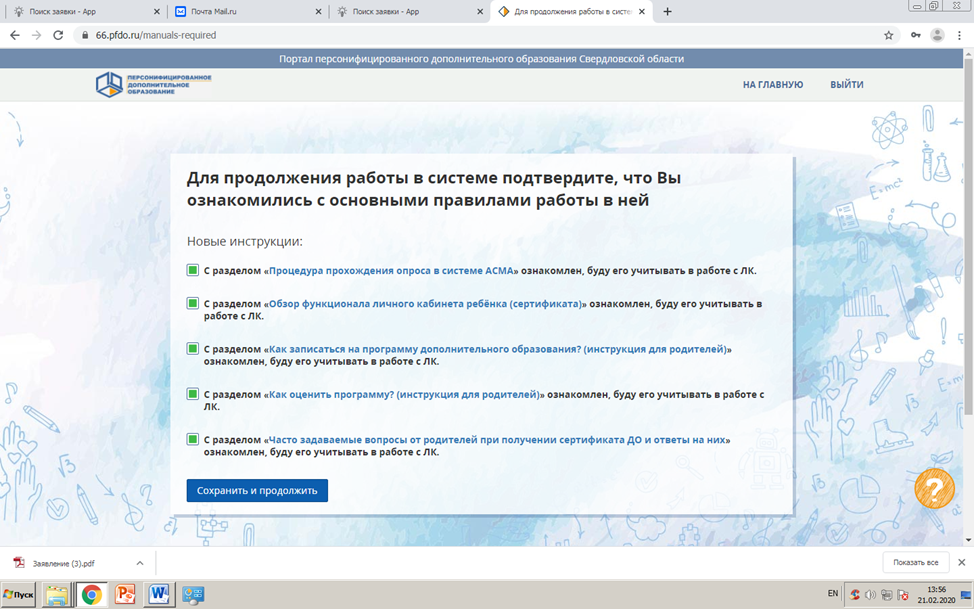 Поиск заявки - App
Почта Mail.ru
Поиск заявки - App
Для продолжения работы в систе
66.pfdo.ru/manuals-required
Портал персонифицированного дополнительного образования Свердловской области
ПЕРСОНИФИЦИРОВАННОЕ
ДОПОЛНИТЕЛЬНОЕ
ОБРАЗОВАНИЕ
НА ГЛАВНУЮ
ВЫЙТИ
Для продолжения работы в системе подтвердите, что Вы
ознакомились с основными правилами работы в ней
Новые инструкции:
С разделом «Процедура прохождения опроса в системе АСМА» ознакомлен, буду его учитывать в работе с ЛК.
С разделом «Обзор функционала личного кабинета ребёнка (сертификата)» ознакомлен, буду его учитывать в
работе с ЛК.
С разделом «Как записаться на программу дополнительного образования? (инструкция для родителей)»
ознакомлен, буду его учитывать в работе с ЛК.
С разделом «Как оценить программу? (инструкция для родителей)» ознакомлен, буду его учитывать в работе с
ЛК.
С разделом «Часто задаваемые вопросы от родителей при получении сертификата ДО и ответы на них»
ознакомлен, буду его учитывать в работе с ЛК.
Сохранить и продолжить
?
E=mc²
Заявление (3).pdf
Показать все
Пуск
EN
13:56
21.02.2020